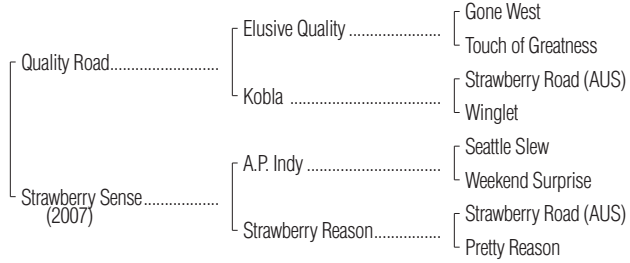 Gone West
Elusive Quality
Touch of Greatness
Quality Road
Strawberry Road (AUS)
Kobla
Winglet
Seattle Slew
A.P. Indy
Weekend Surprise
Strawberry Sense
(2007)
Strawberry Road (AUS)
Strawberry Reason
Pretty Reason